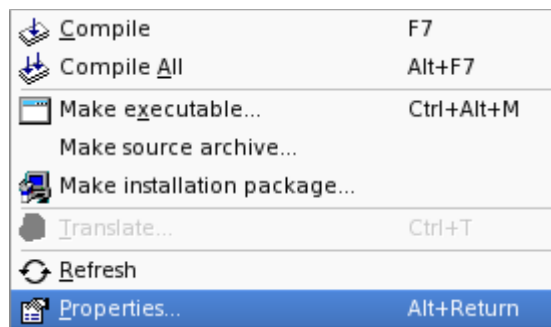 Compile F7
Compile All Alt+F7
Make executable... Ctrl+Alt+M
Make source archive...
Make installation package...
Translate... Ctrl+T
Refresh
Properties... Alt+Return